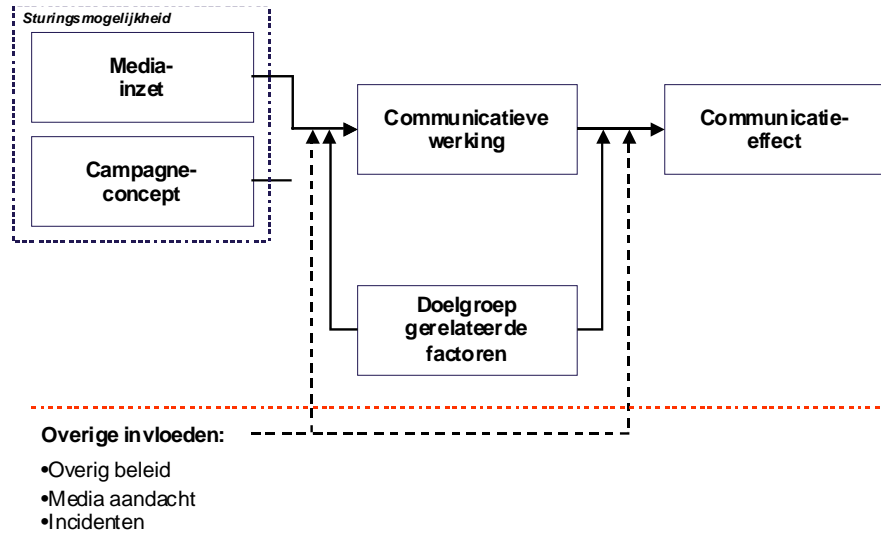 Sturingsmogelijkheid
Media-
inzet
Campagne-
concept
Communicatieve
werking
Communicatie-
effect
Doelgroep
gerelateerde
factoren
Overige invloeden:
•Overig beleid
•Media aandacht
•Incidenten